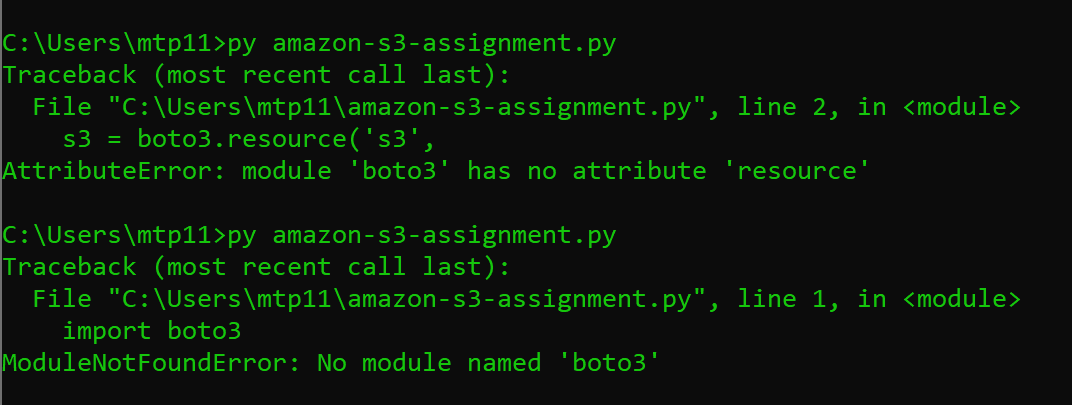 C:\Users\mtp11>py amazon-s3-assignment.py
Traceback (most recent call last):
  File "C:\Users\mtp11\amazon-s3-assignment.py", line 2, in <module>
    s3 = boto3.resource('s3',
AttributeError: module 'boto3' has no attribute 'resource'
C:\Users\mtp11>py amazon-s3-assignment.py
Traceback (most recent call last):
  File "C:\Users\mtp11\amazon-s3-assignment.py", line 1, in <module>
    import boto3
ModuleNotFoundError: No module named 'boto3'